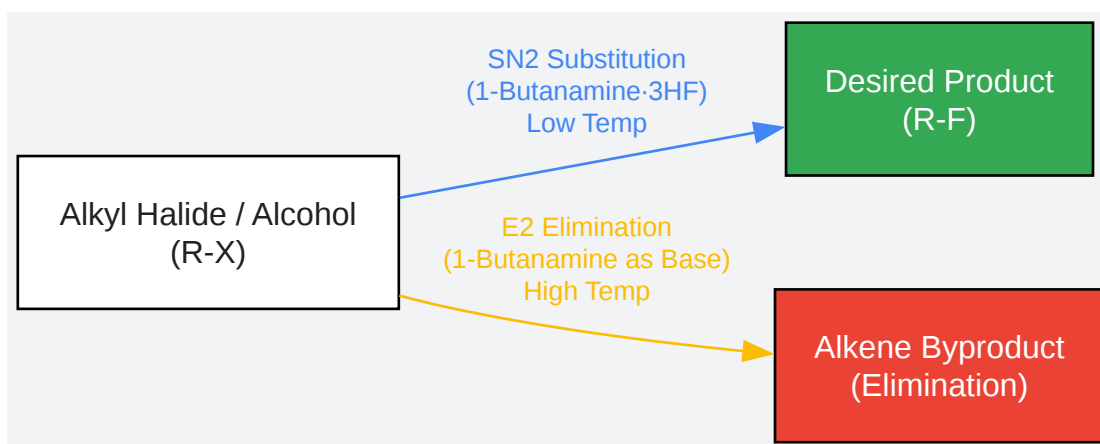 SN2 Substitution
(1-Butanamine·3HF)
Low Temp
Desired Product
(R-F)
Alkyl Halide / Alcohol
(R-X)
E2 Elimination
(1-Butanamine as Base)
High Temp
Alkene Byproduct
(Elimination)